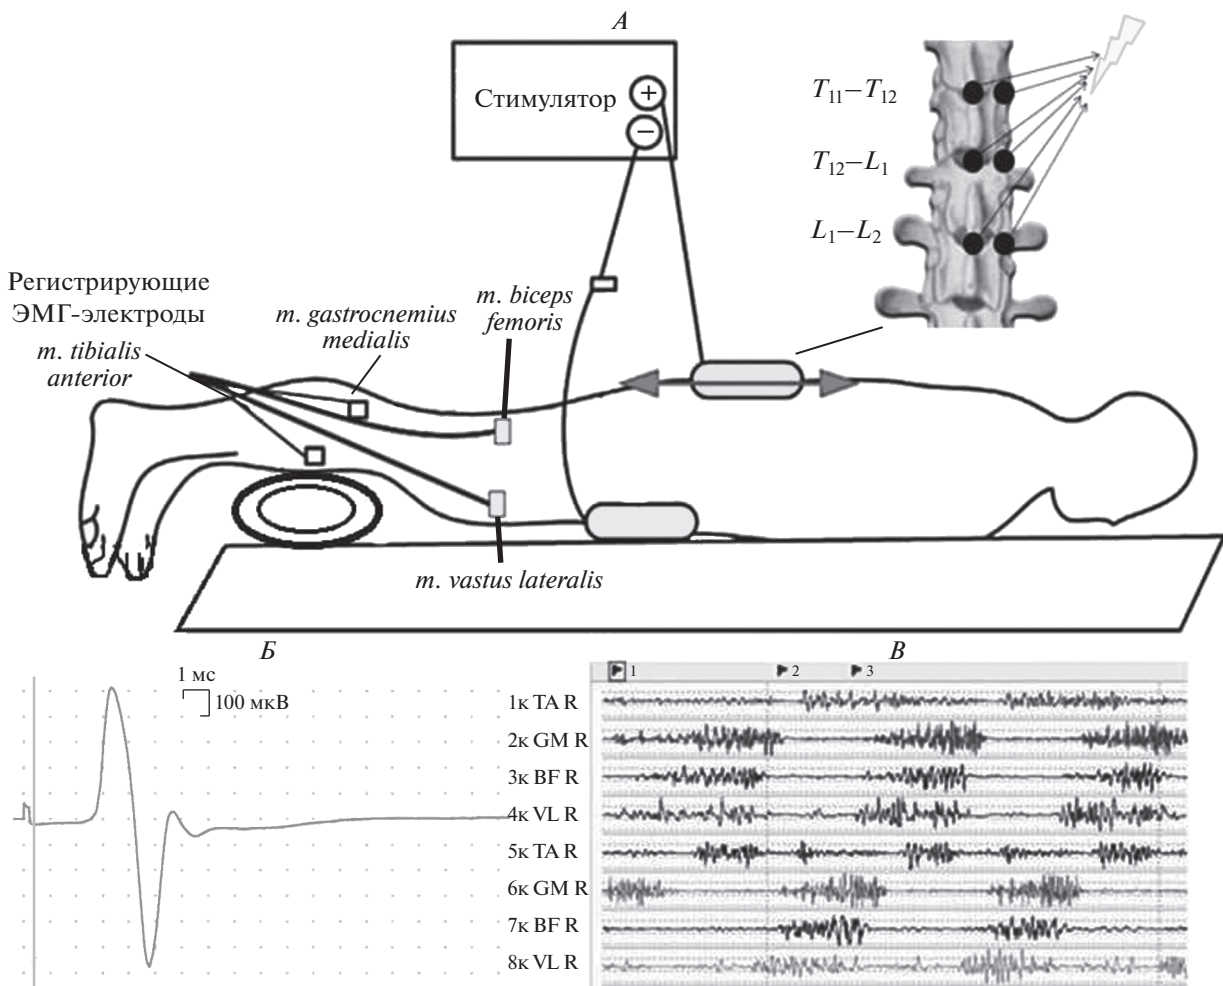 А
Стимулятор
+
−
T11−T12
T12−L1
L1−L2
Регистрирующие
ЭМГ-электроды
m. tibialis
anterior
m. gastrocnemius
medialis
m. biceps
femoris
m. vastus lateralis
Б
1 мс
100 мкВ
В
1 2 3
1к TA R
2к GM R
3к BF R
4к VL R
5к TA R
6к GM R
7к BF R
8к VL R